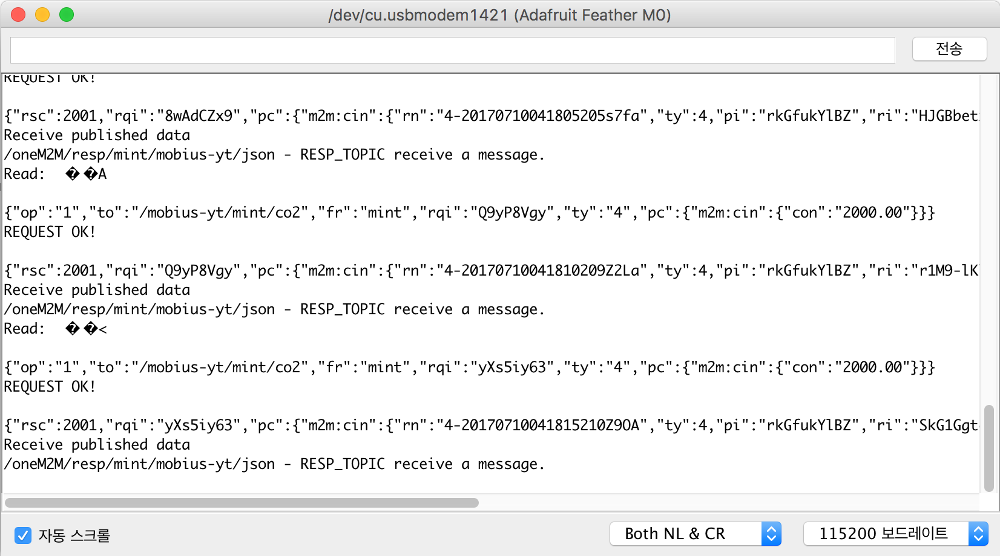 /dev/cu.usbmodem1421 (Adafruit Feather M0)
전송
REQUEST OK!
{"rsc":2001,"rqi":"8wAdCZx9","pc":{"m2m:cin":{"rn":"4-20170710041805205s7fa","ty":4,"pi":"rkGfukYlBZ","ri":"HJGBbet
Receive published data
/oneM2M/resp/mint/mobius-yt/json - RESP_TOPIC receive a message.
Read:  � �A
{"op":"1","to":"/mobius-yt/mint/co2","fr":"mint","rqi":"Q9yP8Vgy","ty":"4","pc":{"m2m:cin":{"con":"2000.00"}}}
REQUEST OK!
{"rsc":2001,"rqi":"Q9yP8Vgy","pc":{"m2m:cin":{"rn":"4-20170710041810209Z2La","ty":4,"pi":"rkGfukYlBZ","ri":"r1M9-lK
Receive published data
/oneM2M/resp/mint/mobius-yt/json - RESP_TOPIC receive a message.
Read:  � �<
{"op":"1","to":"/mobius-yt/mint/co2","fr":"mint","rqi":"yXs5iy63","ty":"4","pc":{"m2m:cin":{"con":"2000.00"}}}
REQUEST OK!
{"rsc":2001,"rqi":"yXs5iy63","pc":{"m2m:cin":{"rn":"4-20170710041815210Z9OA","ty":4,"pi":"rkGfukYlBZ","ri":"SkG1Ggt
Receive published data
/oneM2M/resp/mint/mobius-yt/json - RESP_TOPIC receive a message.
자동 스크롤
Both NL & CR
115200 보드레이트